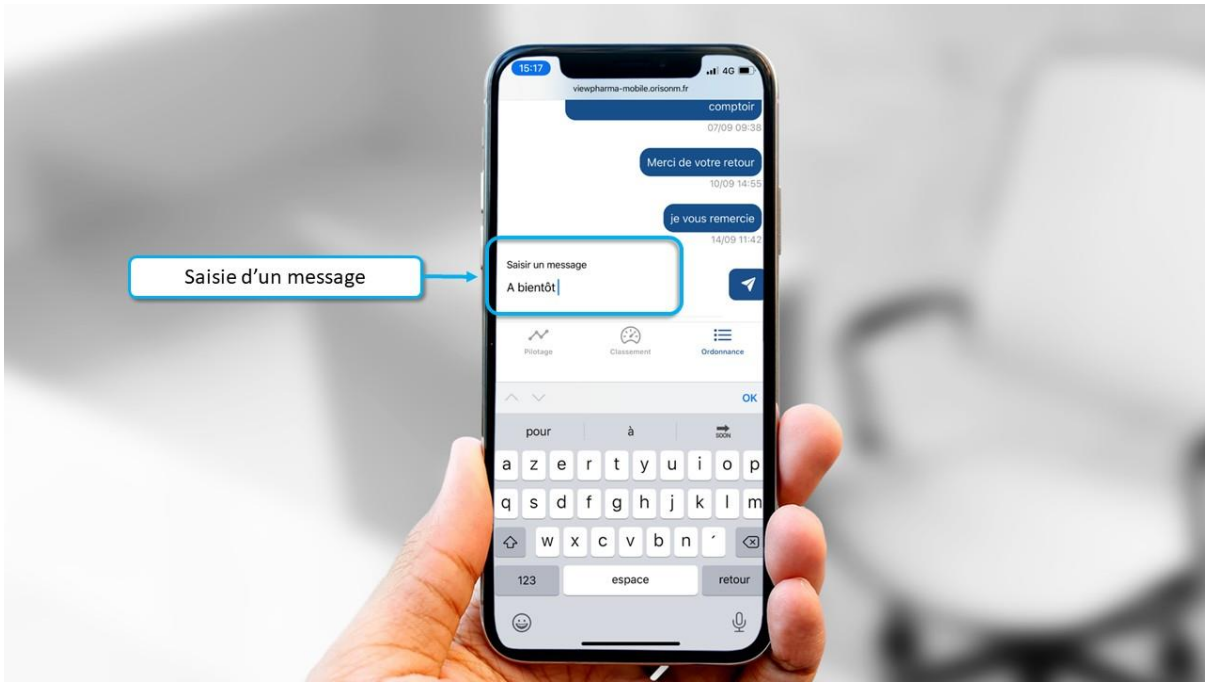 15:17
4G
viewpharma-mobile.orisonm.fr
comptoir
07/09 09:38
Merci de votre retour
10/09 14:55
je vous remercie
14/09 11:42
Saisie d'un message
Saisir un message
A bientôt
Pilotage Classement Ordonnance
OK
pour à SOON
a z e r t y u i o p
q s d f g h j k l m
w x c v b n ´
123 espace retour